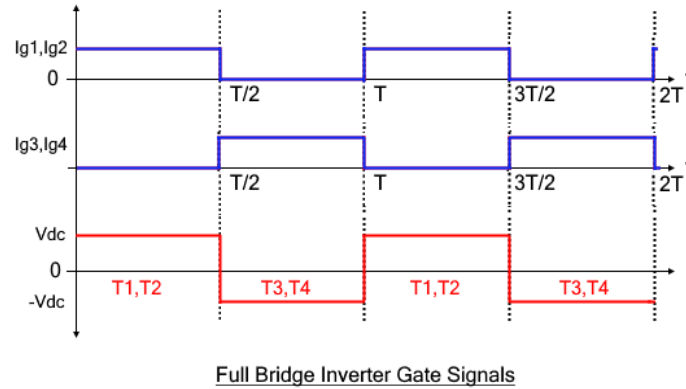 Ig1,Ig2
0
T/2 T 3T/2 2T
Ig3,Ig4
T/2 T 3T/2 2T
Vdc
0
T1,T2 T3,T4 T1,T2 T3,T4
-Vdc
Full Bridge Inverter Gate Signals